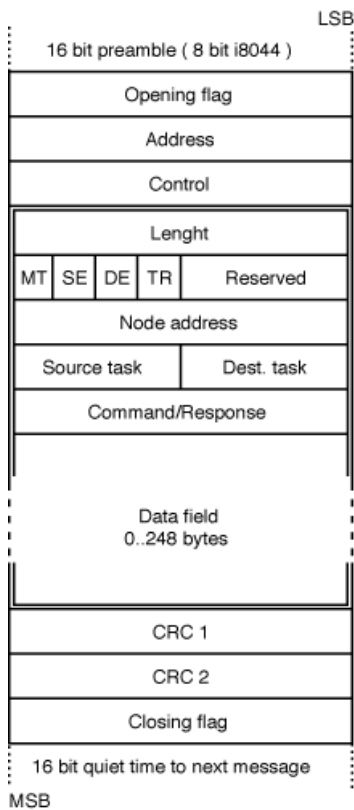 LSB
16 bit preamble ( 8 bit i8044 )
Opening flag
Address
Control
Lenght
MT SE DE TR Reserved
Node address
Source task Dest. task
Command/Response
Data field
0..248 bytes
CRC 1
CRC 2
Closing flag
16 bit quiet time to next message
MSB